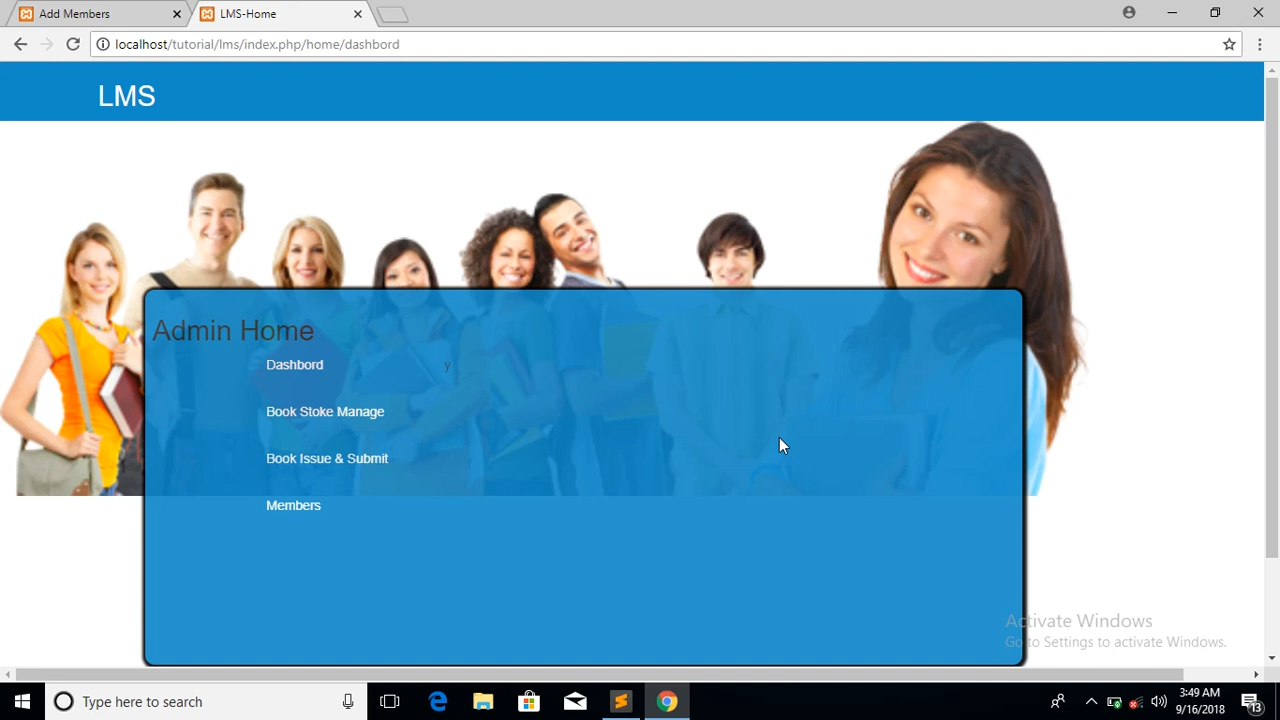 Add Members
LMS-Home
localhost/tutorial/lms/index.php/home/dashbord
LMS
Admin Home
Dashbord y
Book Stoke Manage
Book Issue & Submit
Members
Activate Windows
Go to Settings to activate Windows.
Type here to search
3:49 AM
9/16/2018
13